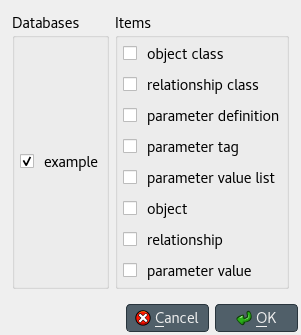 Databases Items
object class
relationship class
parameter definition
parameter tag
example
parameter value list
object
relationship
parameter value
Cancel OK